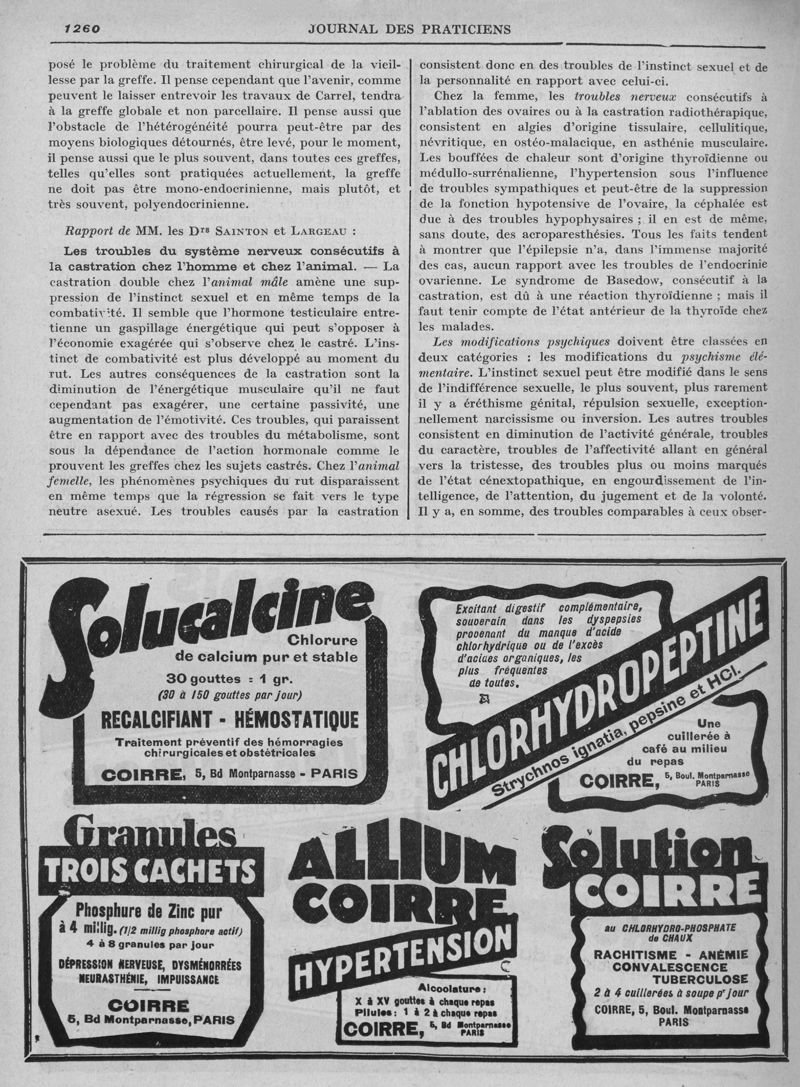 1260
JOURNAL DES PRATICIENS
posé le problème du traitement chirurgical de la vieil-
lesse par la greffe. Il pense cependant que l'avenir, comme
peuvent le laisser entrevoir les travaux de Carrel, tendra
à la greffe globale et non parcellaire. Il pense aussi que
l'obstacle de l'hétérogénéité pourra peut-être par des
moyens biologiques détournés, être levé, pour le moment,
il pense aussi que le plus souvent, dans toutes ces greffes,
telles qu'elles sont pratiquées actuellement, la greffe
ne doit pas être mono-endocrinienne, mais plutôt, et
très souvent, polyendocrinienne.
Rapport de MM. les Drs SAINTON et LARGEAU :
Les troubles du système nerveux consécutifs à
la castration chez l'homme et chez l'animal. — La
castration double chez l'animal mâle amène une sup-
pression de l'instinct sexuel et en même temps de la
combativité. Il semble que l'hormone testiculaire entre-
tienne un gaspillage énergétique qui peut s'opposer à
l'économie exagérée qui s'observe chez le castré. L'ins-
tinct de combativité est plus développé au moment du
rut. Les autres conséquences de la castration sont la
diminution de l'énergétique musculaire qu'il ne faut
cependant pas exagérer, une certaine passivité, une
augmentation de l'émotivité. Ces troubles, qui paraissent
être en rapport avec des troubles du métabolisme, sont
sous la dépendance de l'action hormonale comme le
prouvent les greffes chez les sujets castrés. Chez l'animal
femelle, les phénomènes psychiques du rut disparaissent
en même temps que la régression se fait vers le type
neutre asexué. Les troubles causés par la castration
consistent donc en des troubles de l'instinct sexuel et de
la personnalité en rapport avec celui-ci.
Chez la femme, les troubles nerveux consécutifs à
l'ablation des ovaires ou à la castration radiothérapique,
consistent en algies d'origine tissulaire, cellulitique,
névritique, en ostéo-malacique, en asthénie musculaire.
Les bouffées de chaleur sont d'origine thyroïdienne ou
médullo-surrénalienne, l'hypertension sous l'influence
de troubles sympathiques et peut-être de la suppression
de la fonction hypotensive de l'ovaire, la céphalée est
due à des troubles hypophysaires ; il en est de même,
sans doute, des acroparesthésies. Tous les faits tendent
à montrer que l'épilepsie n'a, dans l'immense majorité
des cas, aucun rapport avec les troubles de l'endocrinie
ovarienne. Le syndrome de Basedow, consécutif à la
castration, est dû à une réaction thyroïdienne ; mais il
faut tenir compte de l'état antérieur de la thyroïde chez
les malades.
Les modifications psychiques doivent être classées en
deux catégories : les modifications du psychisme élé-
mentaire. L'instinct sexuel peut être modifié dans le sens
de l'indifférence sexuelle, le plus souvent, plus rarement
il y a éréthisme génital, répulsion sexuelle, exception-
nellement narcissisme ou inversion. Les autres troubles
consistent en diminution de l'activité générale, troubles
du caractère, troubles de l'affectivité allant en général
vers la tristesse, des troubles plus ou moins marqués
de l'état cénextopathique, en engourdissement de l'in-
telligence, de l'attention, du jugement et de la volonté.
Il y a, en somme, des troubles comparables à ceux obser-
Solucalcine
Chlorure
de calcium pur et stable
30 gouttes = 1 gr.
(30 à 150 gouttes par jour)
RECALCIFIANT - HÉMOSTATIQUE
Traitement préventif des hémorragies
chirurgicales et obstétricales
COIRRE, 5, Bd Montparnasse - PARIS
Excitant digestif complémentaire,
souverain dans les dyspepsies
provenant du manque d'acide
chlorhydrique ou de l'excès
d'acides organiques, les
plus fréquentes
de toutes.
CHLORHYDROPEPTINE
Strychnos ignatia, pepsine et HCl.
Une
cuillerée à
café au milieu
du repas
COIRRE, 5, Boul. Montparnasse
PARIS
Granules
TROIS CACHETS
Phosphure de Zinc pur
à 4 millig. (1/2 millig phosphore actif)
4 à 8 granules par jour
DÉPRESSION NERVEUSE, DYSMÉNORRÉES
NEURASTHÉNIE, IMPUISSANCE
COIRRE
5, Bd Montparnasse, PARIS
ALLIUM
COIRRE
HYPERTENSION
Alcoolature :
X à XV gouttes à chaque repas
Pilules : 1 à 2 à chaque repas
COIRRE, 5, Bd Montparnasse
PARIS
Solution
COIRRE
au CHLORHYDRO-PHOSPHATE
de CHAUX
RACHITISME - ANÉMIE
CONVALESCENCE
TUBERCULOSE
2 à 4 cuillerées à soupe pr jour
COIRRE, 5, Boul. Montparnasse
PARIS